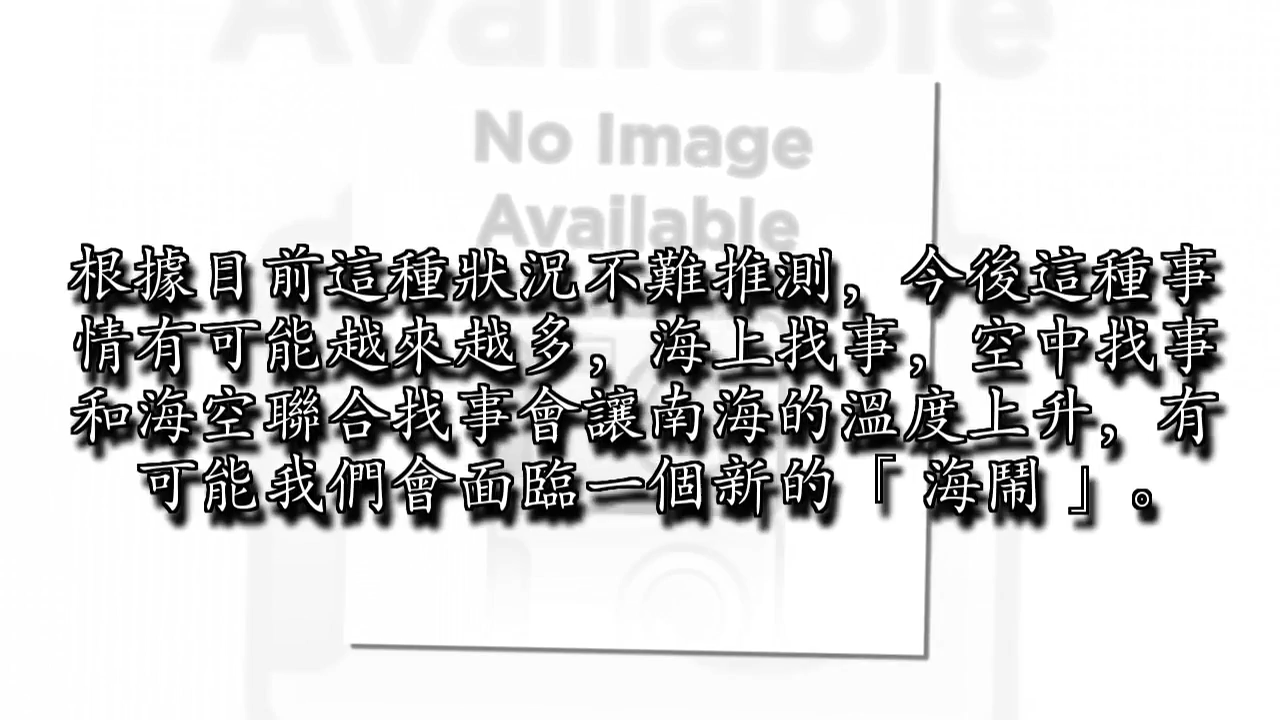 Available
No Image
Available
根據目前這種狀況不難推測，今後這種事
情有可能越來越多，海上找事，空中找事
和海空聯合找事會讓南海的溫度上升，有
可能我們會面臨一個新的「海鬧」。